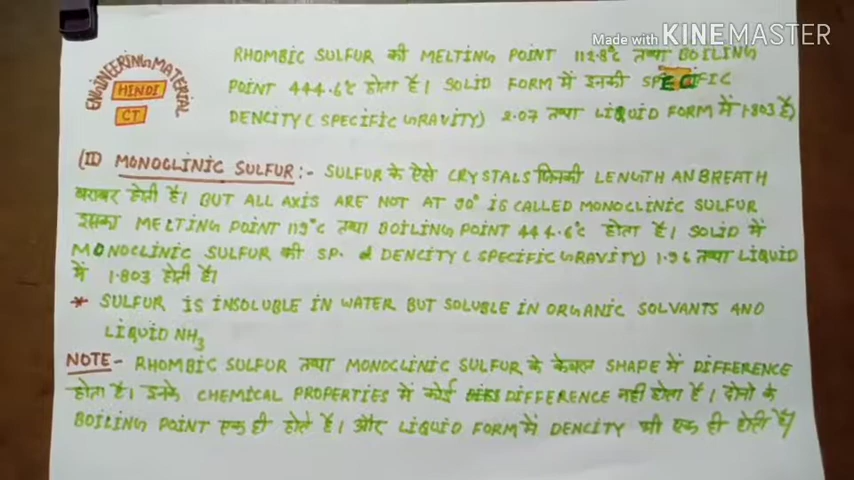 Made with KINEMASTER
ENGINEERING MATERIAL
HINDI
CT
RHOMBIC SULFUR की MELTING POINT 112.8°C तथा BOILING
POINT 444.6°C होता है। SOLID FORM में इनकी SPECIFIC
DENCITY ( SPECIFIC GRAVITY) 2.07 तथा LIQUID FORM में 1.803 है)
(II) MONOCLINIC SULFUR:- SULFUR के ऐसे CRYSTALS जिनकी LENGTH AN BREATH
बराबर होती है। BUT ALL AXIS ARE NOT AT 90° IS CALLED MONOCLINIC SULFUR
इसका MELTING POINT 119°C तथा BOILING POINT 444.6°C होता है। SOLID में
MONOCLINIC SULFUR की SP. DENCITY ( SPECIFIC GRAVITY) 1.96 तथा LIQUID
में 1.803 होती है।
* SULFUR IS INSOLUBLE IN WATER BUT SOLUBLE IN ORGANIC SOLVANTS AND
LIQUID NH3
NOTE- RHOMBIC SULFUR तथा MONOCLINIC SULFUR के केवल SHAPE में DIFFERENCE
होता है। इनके CHEMICAL PROPERTIES में कोई DIFFERENCE नही होता है। दोनो के
BOILING POINT एक ही होते है। और LIQUID FORM में DENCITY भी एक ही होती है।